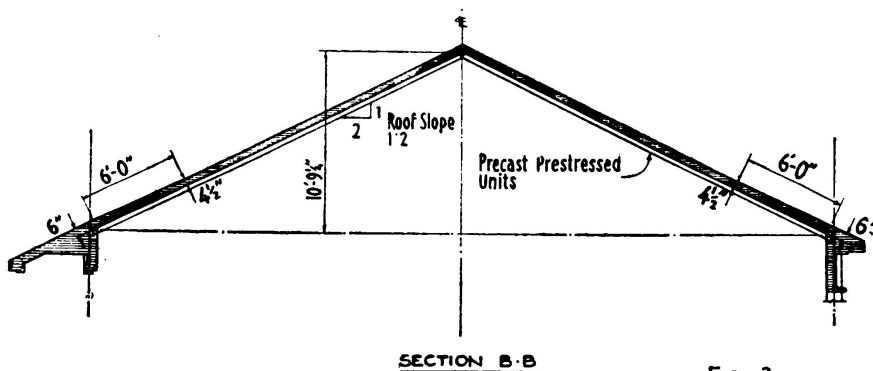 ℄
6'-0"
1
2
Roof Slope
1:2
10'-9¼"
4½"
6"
Precast Prestressed
Units
4½"
6'-0"
SECTION B-B